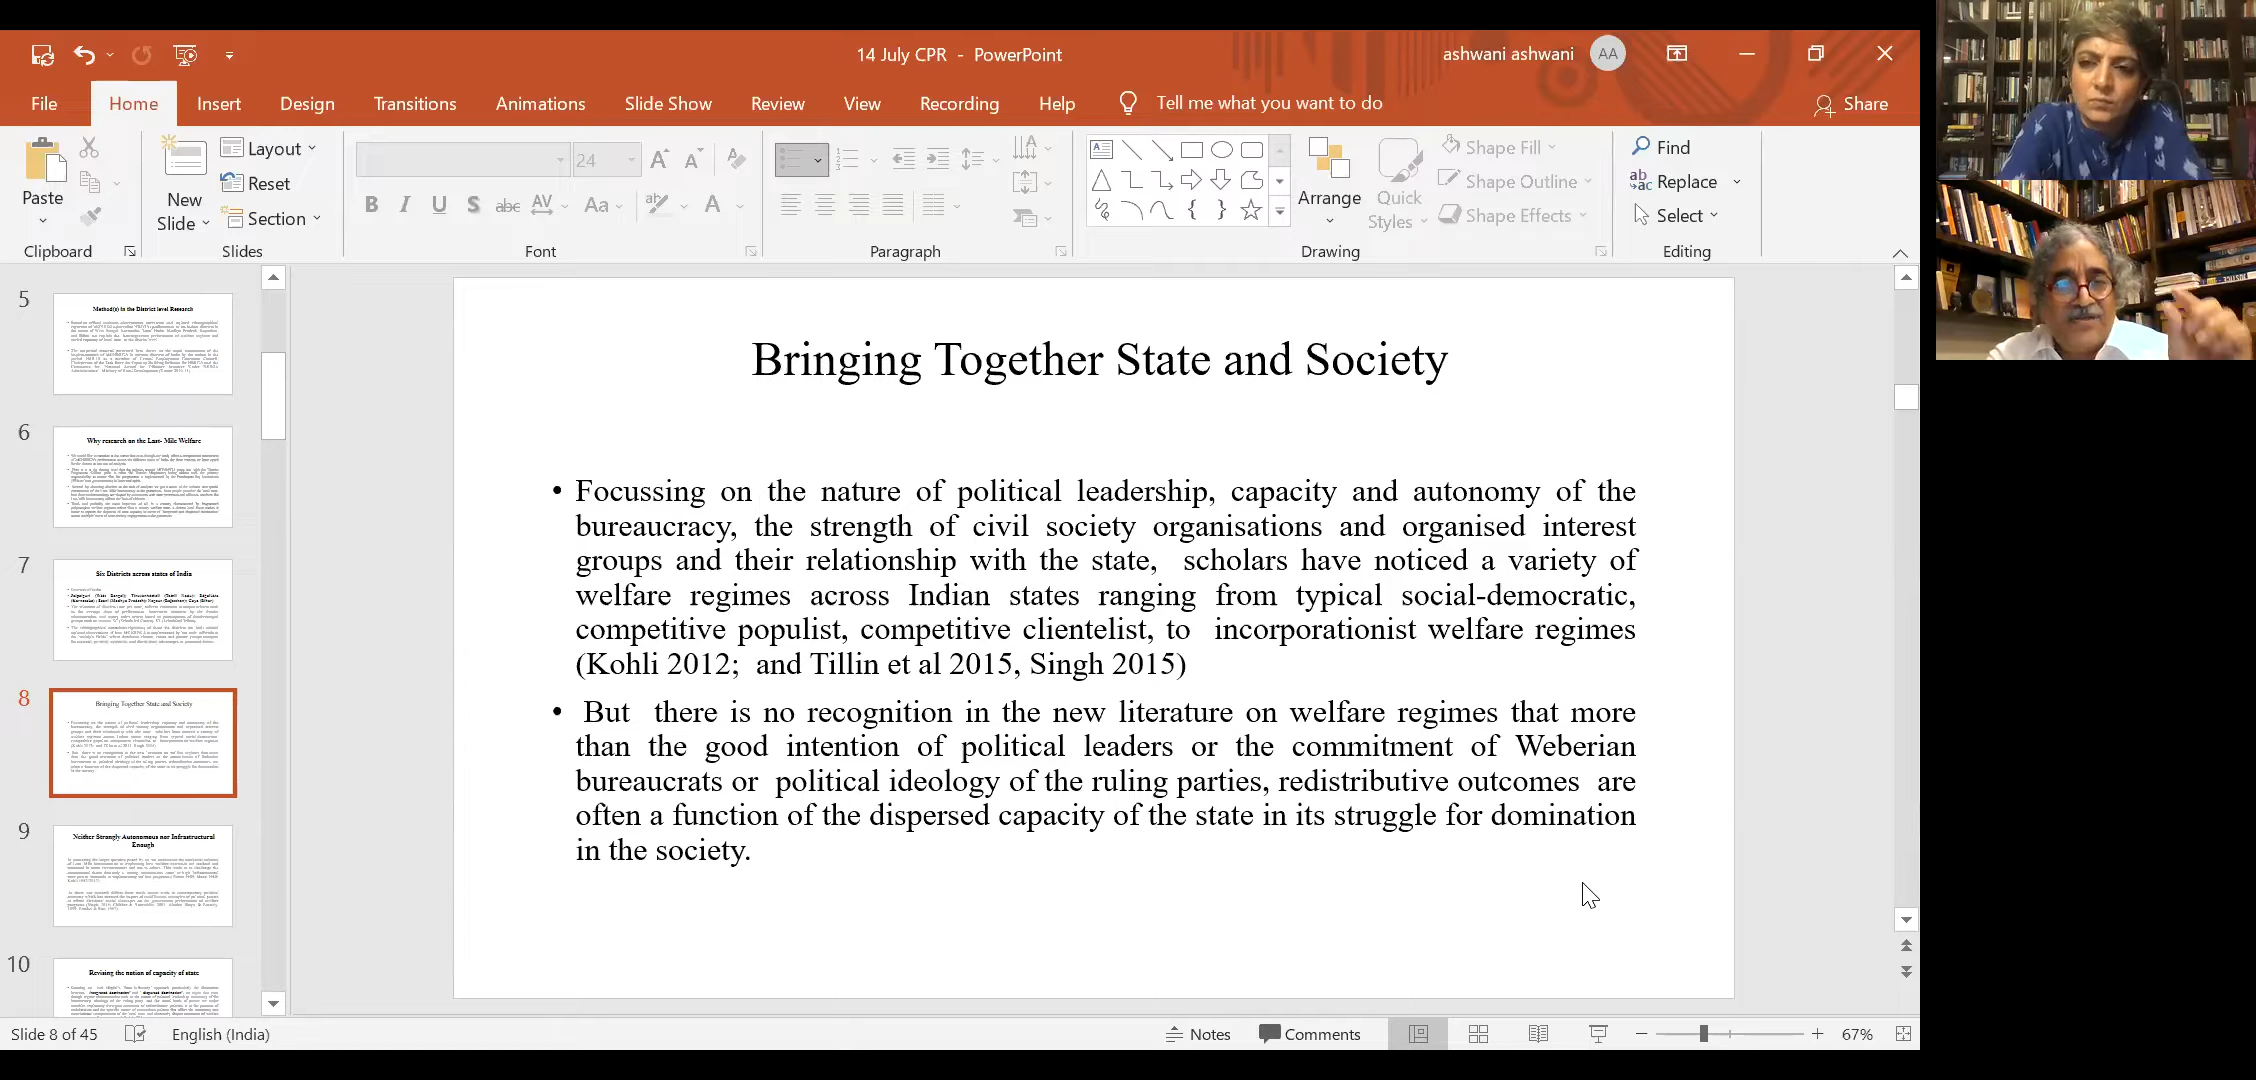 14 July CPR - PowerPoint
ashwani ashwani AA
File Home Insert Design Transitions Animations Slide Show Review View Recording Help Tell me what you want to do Share
Paste
Clipboard
New Slide
Layout
Reset
Section
Slides
24
B I U S abc AV Aa A
Font
Paragraph
Arrange
Quick Styles
Shape Fill
Shape Outline
Shape Effects
Drawing
Find
Replace
Select
Editing
5
Method(s) in the District level Research
6
Why research on the Last- Mile Welfare
7
Six Districts across states of India
8
Bringing Together State and Society
9
Neither Strongly Autonomous nor Infrastructural
Enough
10
Revising the notion of capacity of state
Bringing Together State and Society
• Focussing on the nature of political leadership, capacity and autonomy of the
bureaucracy, the strength of civil society organisations and organised interest
groups and their relationship with the state, scholars have noticed a variety of
welfare regimes across Indian states ranging from typical social-democratic,
competitive populist, competitive clientelist, to incorporationist welfare regimes
(Kohli 2012; and Tillin et al 2015, Singh 2015)
• But there is no recognition in the new literature on welfare regimes that more
than the good intention of political leaders or the commitment of Weberian
bureaucrats or political ideology of the ruling parties, redistributive outcomes are
often a function of the dispersed capacity of the state in its struggle for domination
in the society.
Slide 8 of 45
English (India)
Notes
Comments
67%